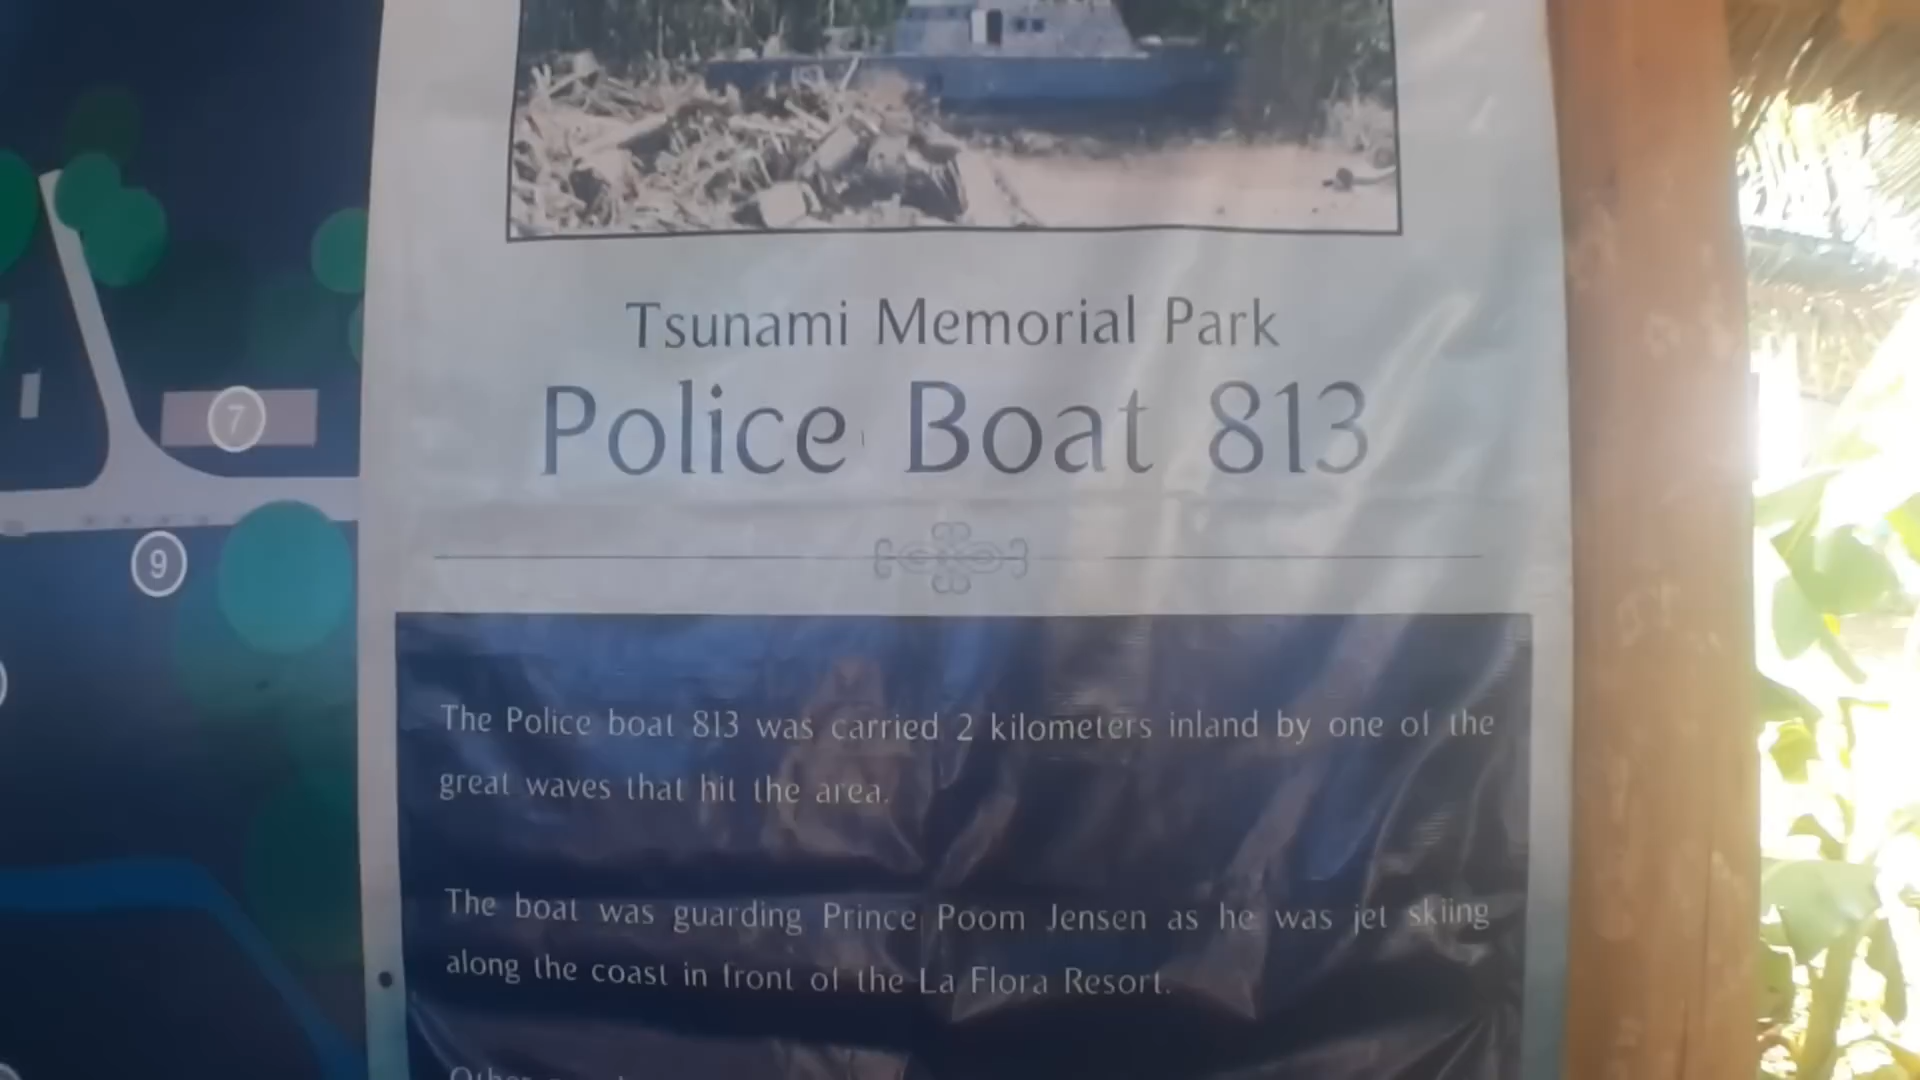 Tsunami Memorial Park
Police Boat 813
7
9
The Police boat 813 was carried 2 kilometers inland by one of the
great waves that hit the area.
The boat was guarding Prince Poom Jensen as he was jet skiing
along the coast in front of the La Flora Resort.